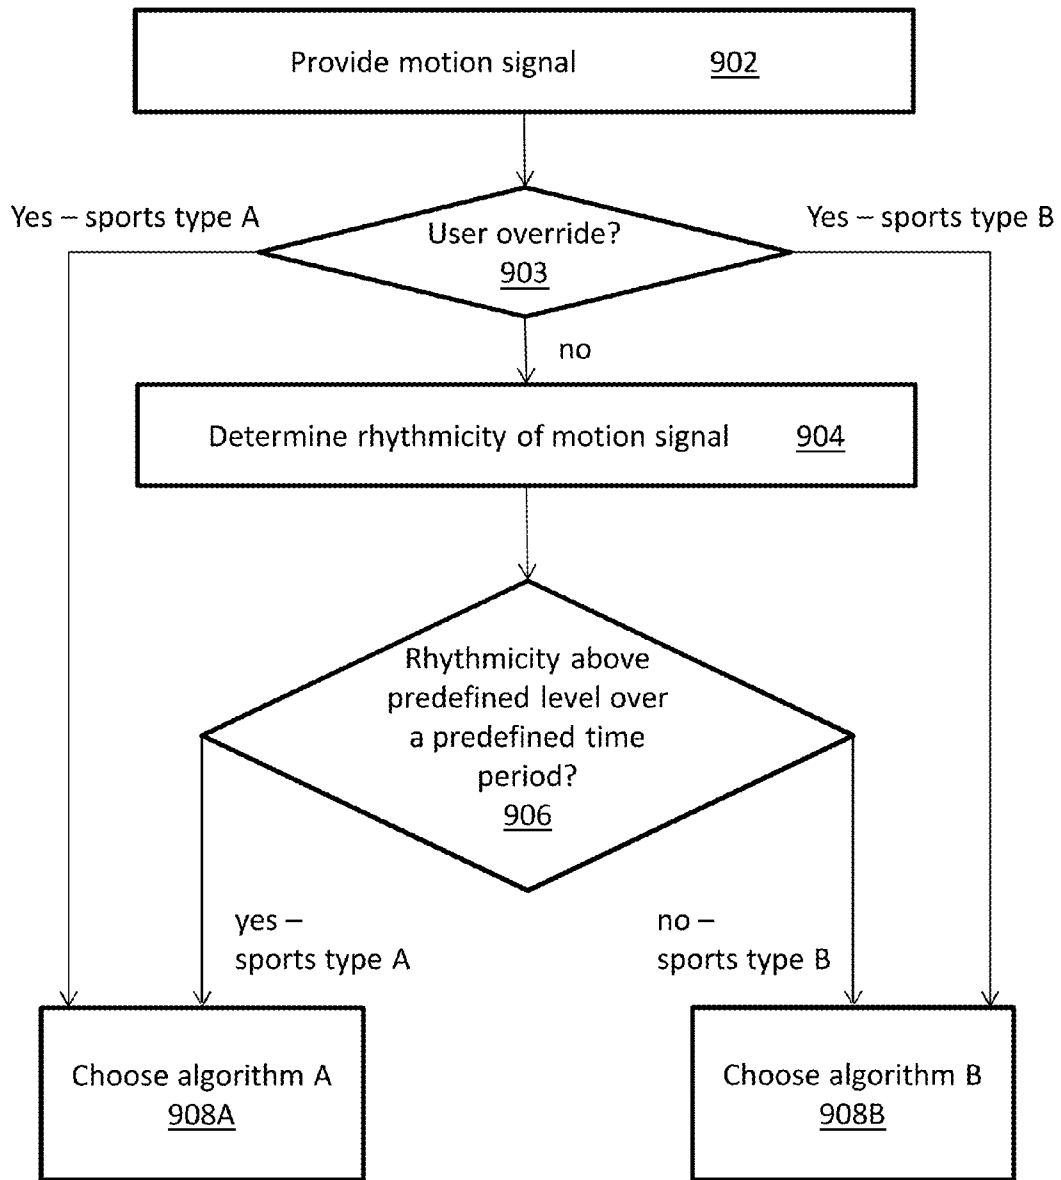 Provide motion signal 902
Yes – sports type A
User override?
903
Yes – sports type B
no
Determine rhythmicity of motion signal 904
Rhythmicity above
predefined level over
a predefined time
period?
906
yes –
sports type A
no –
sports type B
Choose algorithm A
908A
Choose algorithm B
908B